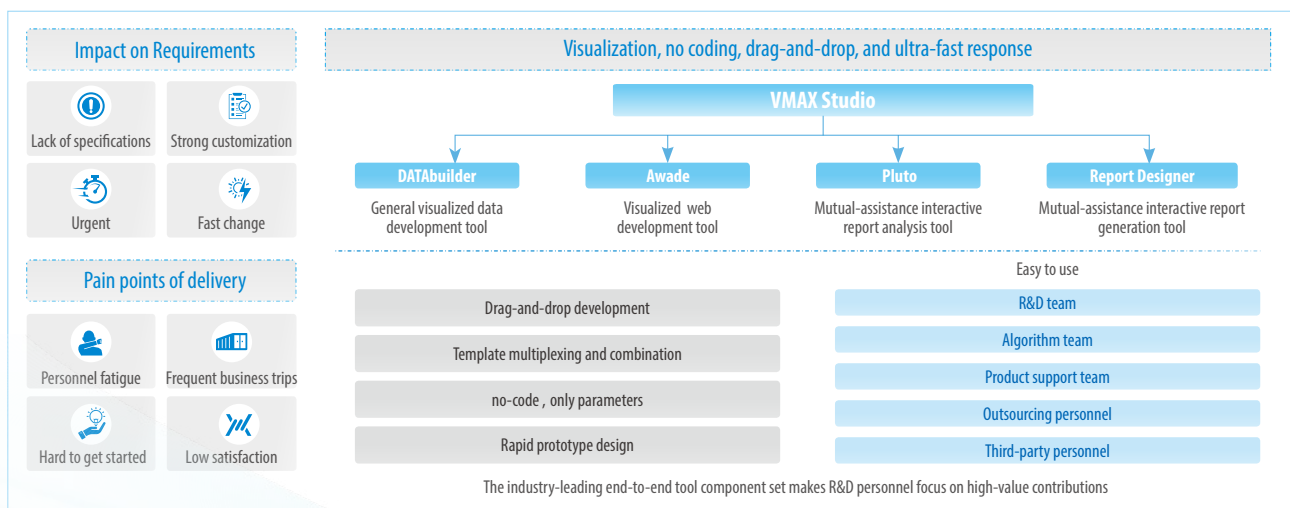 Impact on Requirements
Lack of specifications
Strong customization
Urgent
Fast change
Pain points of delivery
Personnel fatigue
Frequent business trips
Hard to get started
Low satisfaction
Visualization, no coding, drag-and-drop, and ultra-fast response
VMAX Studio
DATAbuilder
General visualized data
development tool
Awade
Visualized web
development tool
Pluto
Mutual-assistance interactive
report analysis tool
Report Designer
Mutual-assistance interactive report
generation tool
Drag-and-drop development
Template multiplexing and combination
no-code , only parameters
Rapid prototype design
Easy to use
R&D team
Algorithm team
Product support team
Outsourcing personnel
Third-party personnel
The industry-leading end-to-end tool component set makes R&D personnel focus on high-value contributions